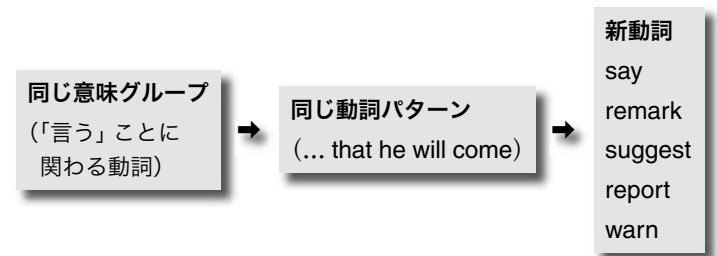 同じ意味グループ
（「言う」ことに
関わる動詞）
➡
同じ動詞パターン
（... that he will come）
➡
新動詞
say
remark
suggest
report
warn